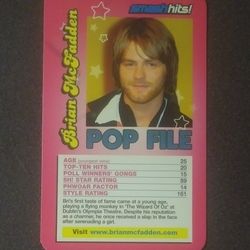 smash hits!
Brian McFadden
POP FILE
AGE (youngest wins) 25
TOP-TEN HITS 20
POLL WINNERS' GONGS 15
SH! STAR RATING 59
PHWOAR FACTOR 14
STYLE RATING 161
Bri's first taste of fame came at a young age,
playing a flying monkey in "The Wizard Of Oz" at
Dublin's Olympia Theatre. Despite his reputation
as a charmer, he once received a slap in the face
after serenading a girl.
Visit www.brianmcfadden.com